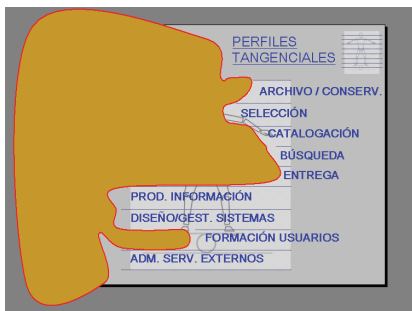 PERFILES
TANGENCIALES
ARCHIVO / CONSERV.
SELECCIÓN
CATALOGACIÓN
BÚSQUEDA
ENTREGA
PROD. INFORMACIÓN
DISEÑO/GEST. SISTEMAS
FORMACIÓN USUARIOS
ADM. SERV. EXTERNOS